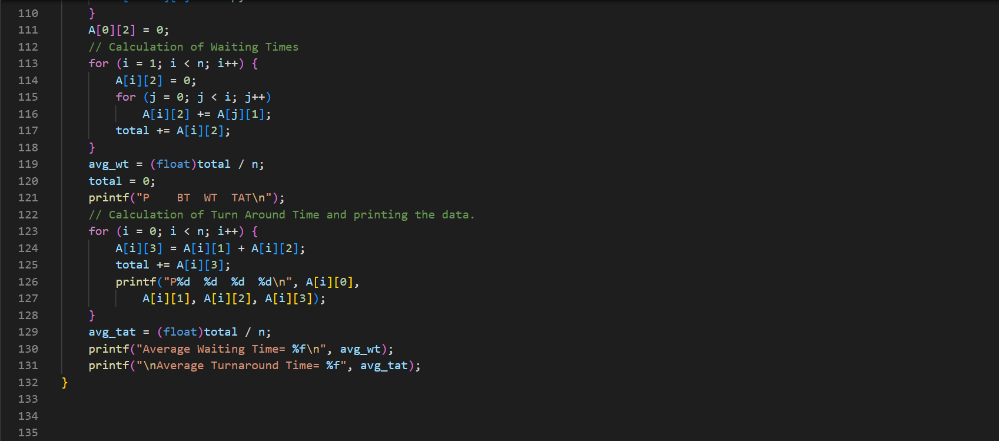 110 }
111 A[0][2] = 0;
112 // Calculation of Waiting Times
113 for (i = 1; i < n; i++) {
114 A[i][2] = 0;
115 for (j = 0; j < i; j++)
116 A[i][2] += A[j][1];
117 total += A[i][2];
118 }
119 avg_wt = (float)total / n;
120 total = 0;
121 printf("P    BT  WT  TAT\n");
122 // Calculation of Turn Around Time and printing the data.
123 for (i = 0; i < n; i++) {
124 A[i][3] = A[i][1] + A[i][2];
125 total += A[i][3];
126 printf("P%d  %d  %d  %d\n", A[i][0],
127 A[i][1], A[i][2], A[i][3]);
128 }
129 avg_tat = (float)total / n;
130 printf("Average Waiting Time= %f\n", avg_wt);
131 printf("\nAverage Turnaround Time= %f", avg_tat);
132 }
133
134
135